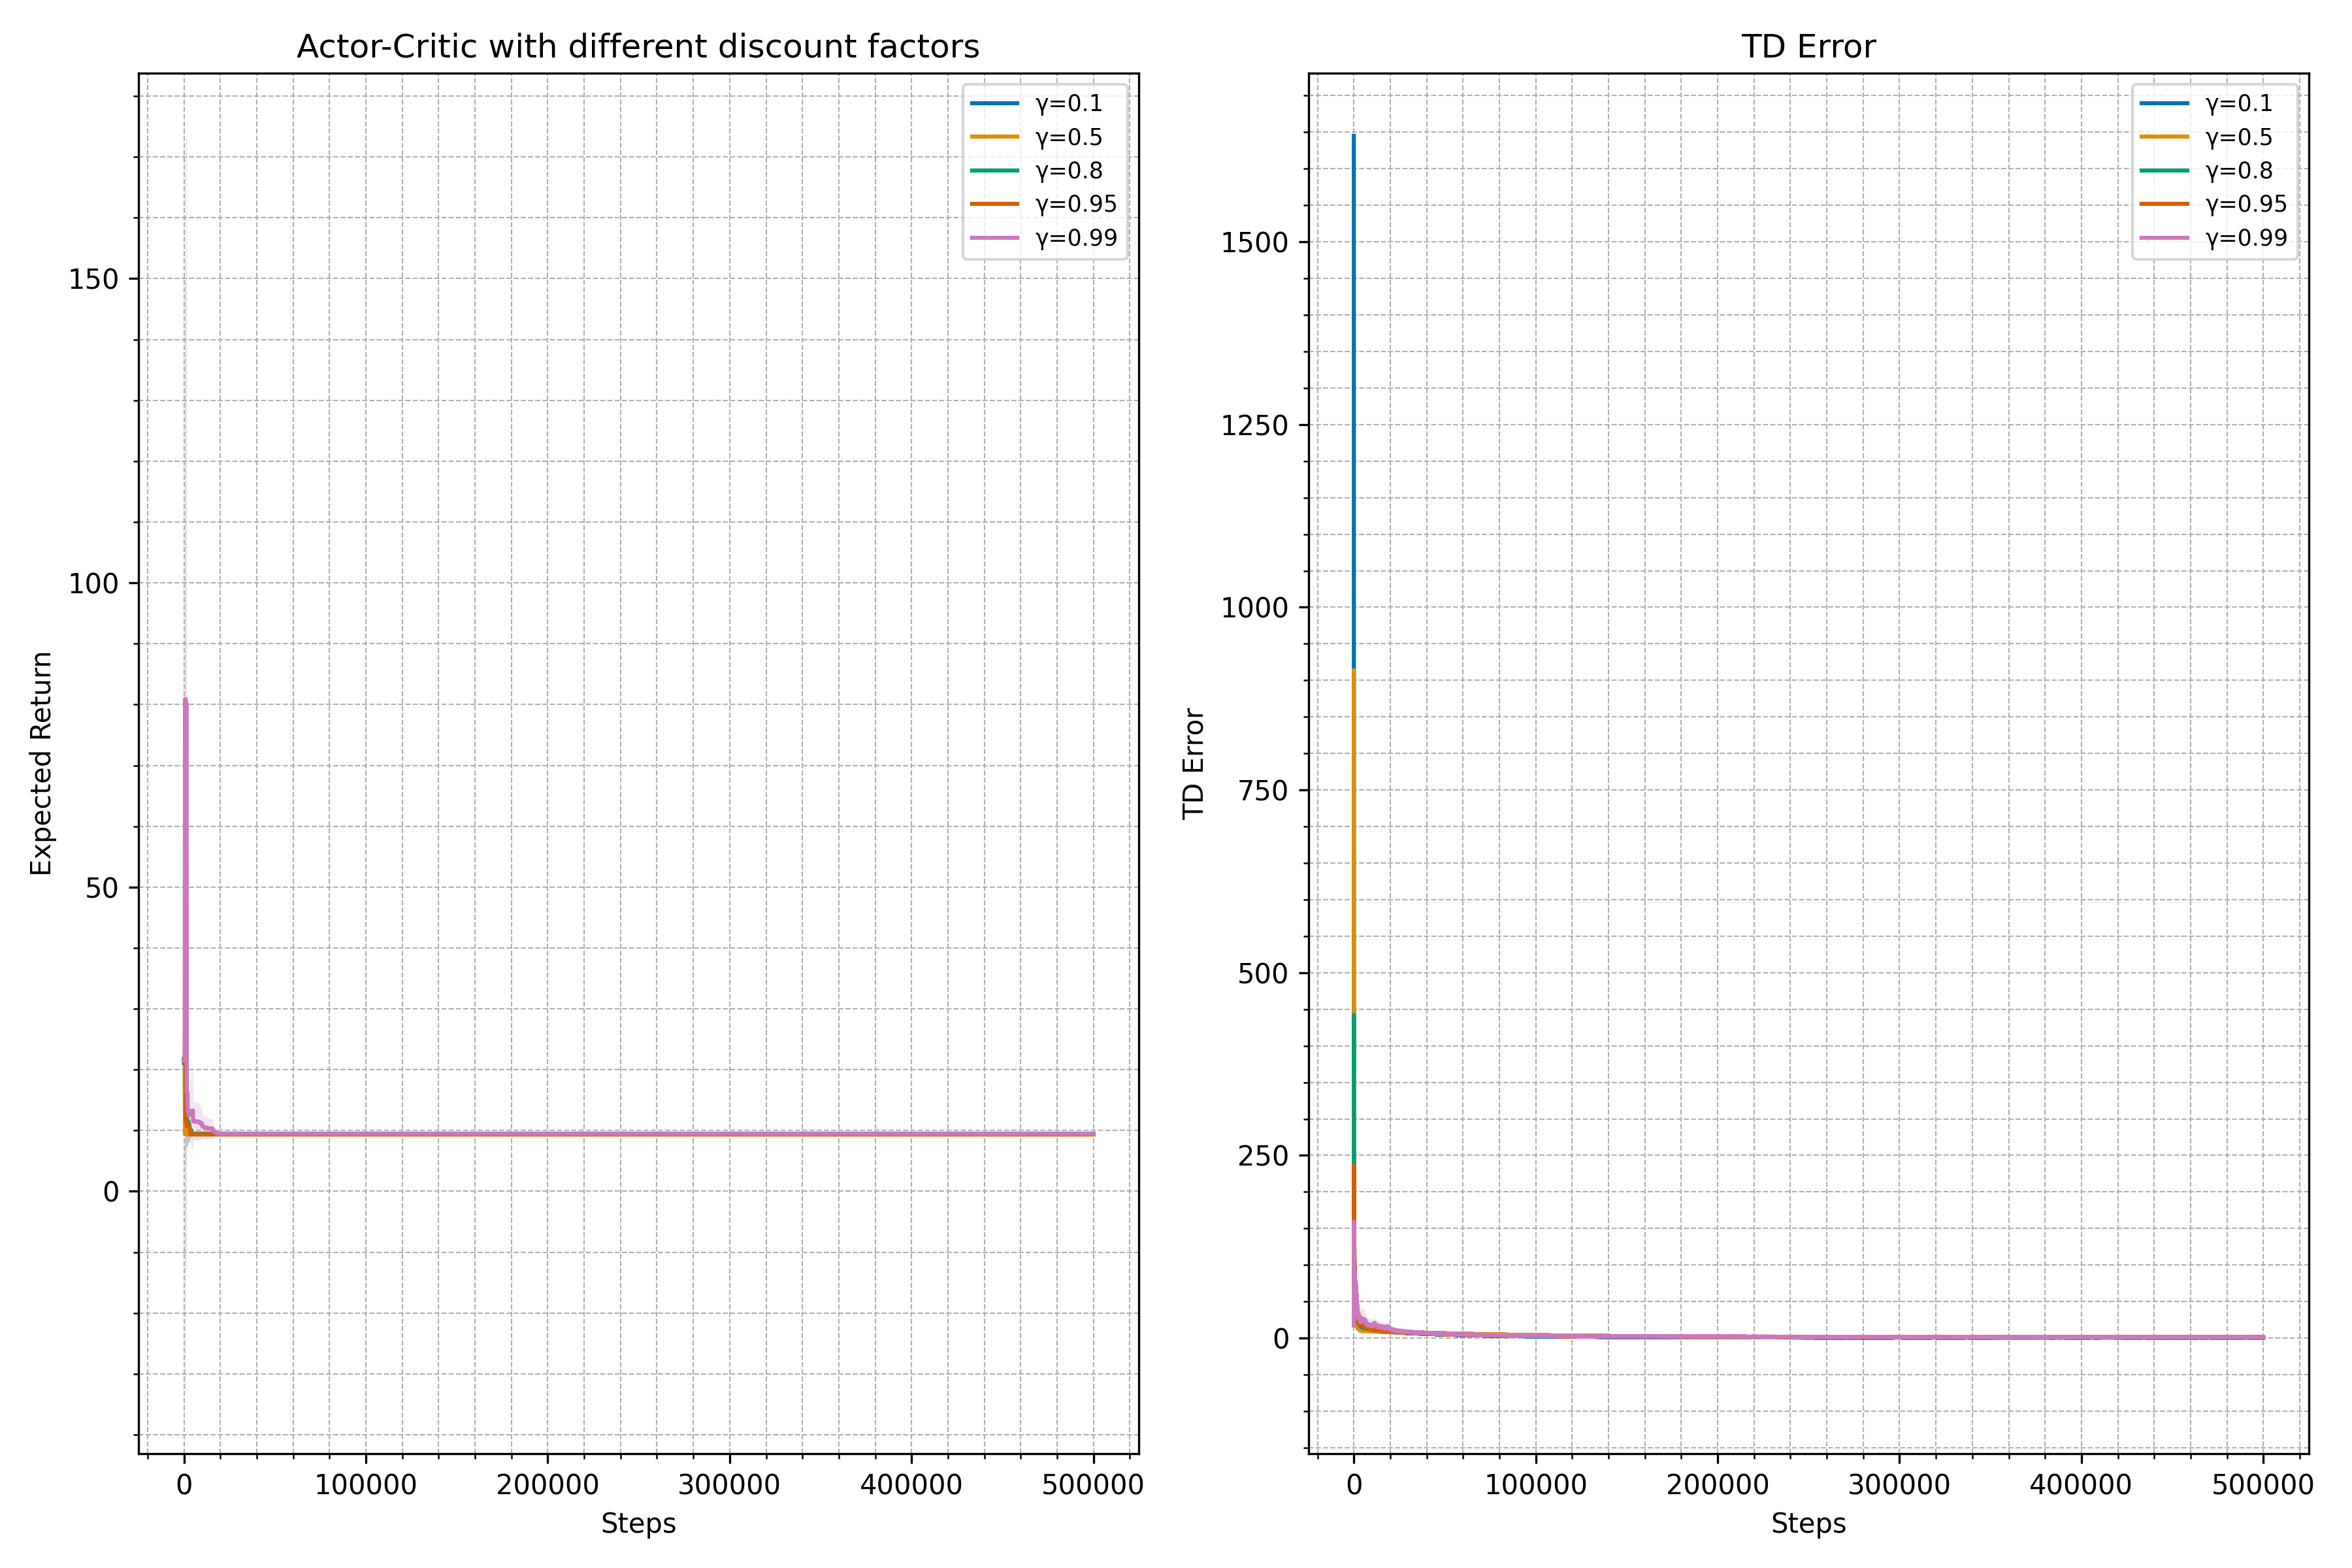 Actor-Critic with different discount factors
Expected Return
150
100
50
0
0
100000
200000
300000
400000
500000
Steps
γ=0.1
γ=0.5
γ=0.8
γ=0.95
γ=0.99
TD Error
TD Error
1500
1250
1000
750
500
250
0
0
100000
200000
300000
400000
500000
Steps
γ=0.1
γ=0.5
γ=0.8
γ=0.95
γ=0.99